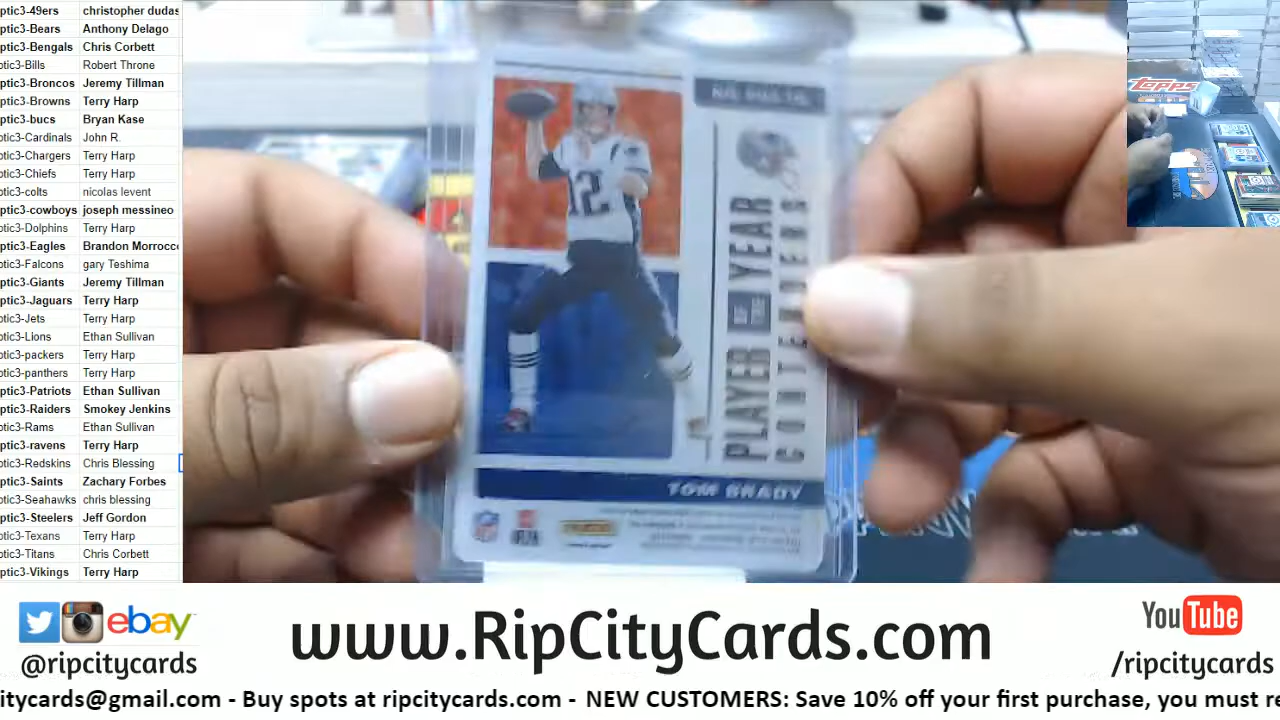 ptic3-49ers christopher dudas
ptic3-Bears Anthony Delago
ptic3-Bengals Chris Corbett
ptic3-Bills Robert Throne
ptic3-Broncos Jeremy Tillman
ptic3-Browns Terry Harp
ptic3-bucs Bryan Kase
ptic3-Cardinals John R.
ptic3-Chargers Terry Harp
ptic3-Chiefs Terry Harp
ptic3-colts nicolas levent
ptic3-cowboys joseph messineo
ptic3-Dolphins Terry Harp
ptic3-Eagles Brandon Morrocc
ptic3-Falcons gary Teshima
ptic3-Giants Jeremy Tillman
ptic3-Jaguars Terry Harp
ptic3-Jets Terry Harp
ptic3-Lions Ethan Sullivan
ptic3-packers Terry Harp
ptic3-panthers Terry Harp
ptic3-Patriots Ethan Sullivan
ptic3-Raiders Smokey Jenkins
ptic3-Rams Ethan Sullivan
ptic3-ravens Terry Harp
ptic3-Redskins Chris Blessing
ptic3-Saints Zachary Forbes
ptic3-Seahawks chris blessing
ptic3-Steelers Jeff Gordon
ptic3-Texans Terry Harp
ptic3-Titans Chris Corbett
ptic3-Vikings Terry Harp
12
PLAYER OF THE YEAR
CONTENDERS
TOM BRADY
NFL
PANINI
Topps
ebay
@ripcitycards
www.RipCityCards.com
YouTube
/ripcitycards
itycards@gmail.com - Buy spots at ripcitycards.com - NEW CUSTOMERS: Save 10% off your first purchase, you must re